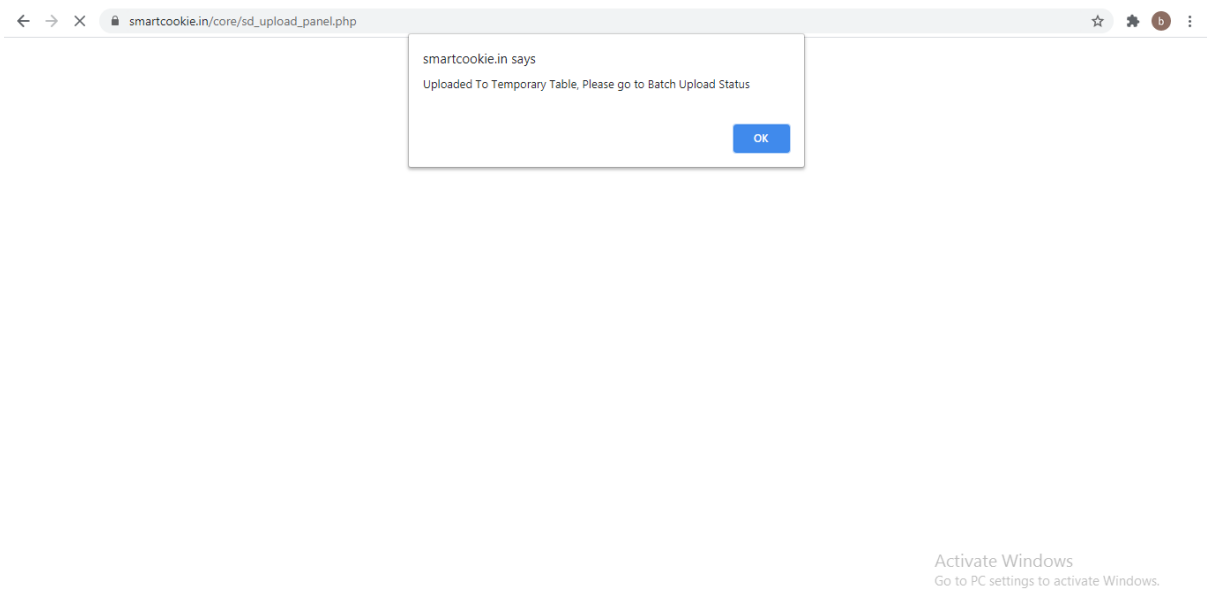 smartcookie.in/core/sd_upload_panel.php
b
smartcookie.in says
Uploaded To Temporary Table, Please go to Batch Upload Status
OK
Activate Windows
Go to PC settings to activate Windows.